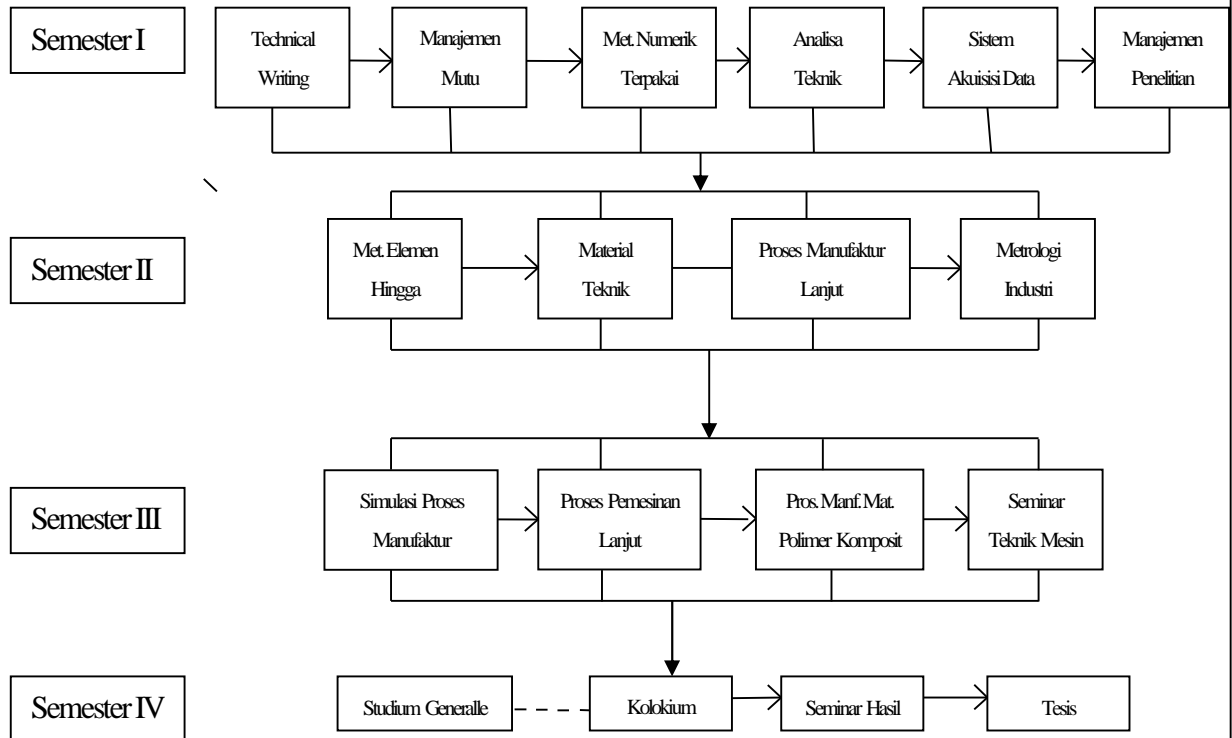 Semester I
Technical
Writing
Manajemen
Mutu
Met. Numerik
Terpakai
Analisa
Teknik
Sistem
Akuisisi Data
Manajemen
Penelitian
Semester II
Met. Elemen
Hingga
Material
Teknik
Proses Manufaktur
Lanjut
Metrologi
Industri
Semester III
Simulasi Proses
Manufaktur
Proses Pemesinan
Lanjut
Pros. Manf. Mat.
Polimer Komposit
Seminar
Teknik Mesin
Semester IV
Studium Generalle
Kolokium
Seminar Hasil
Tesis